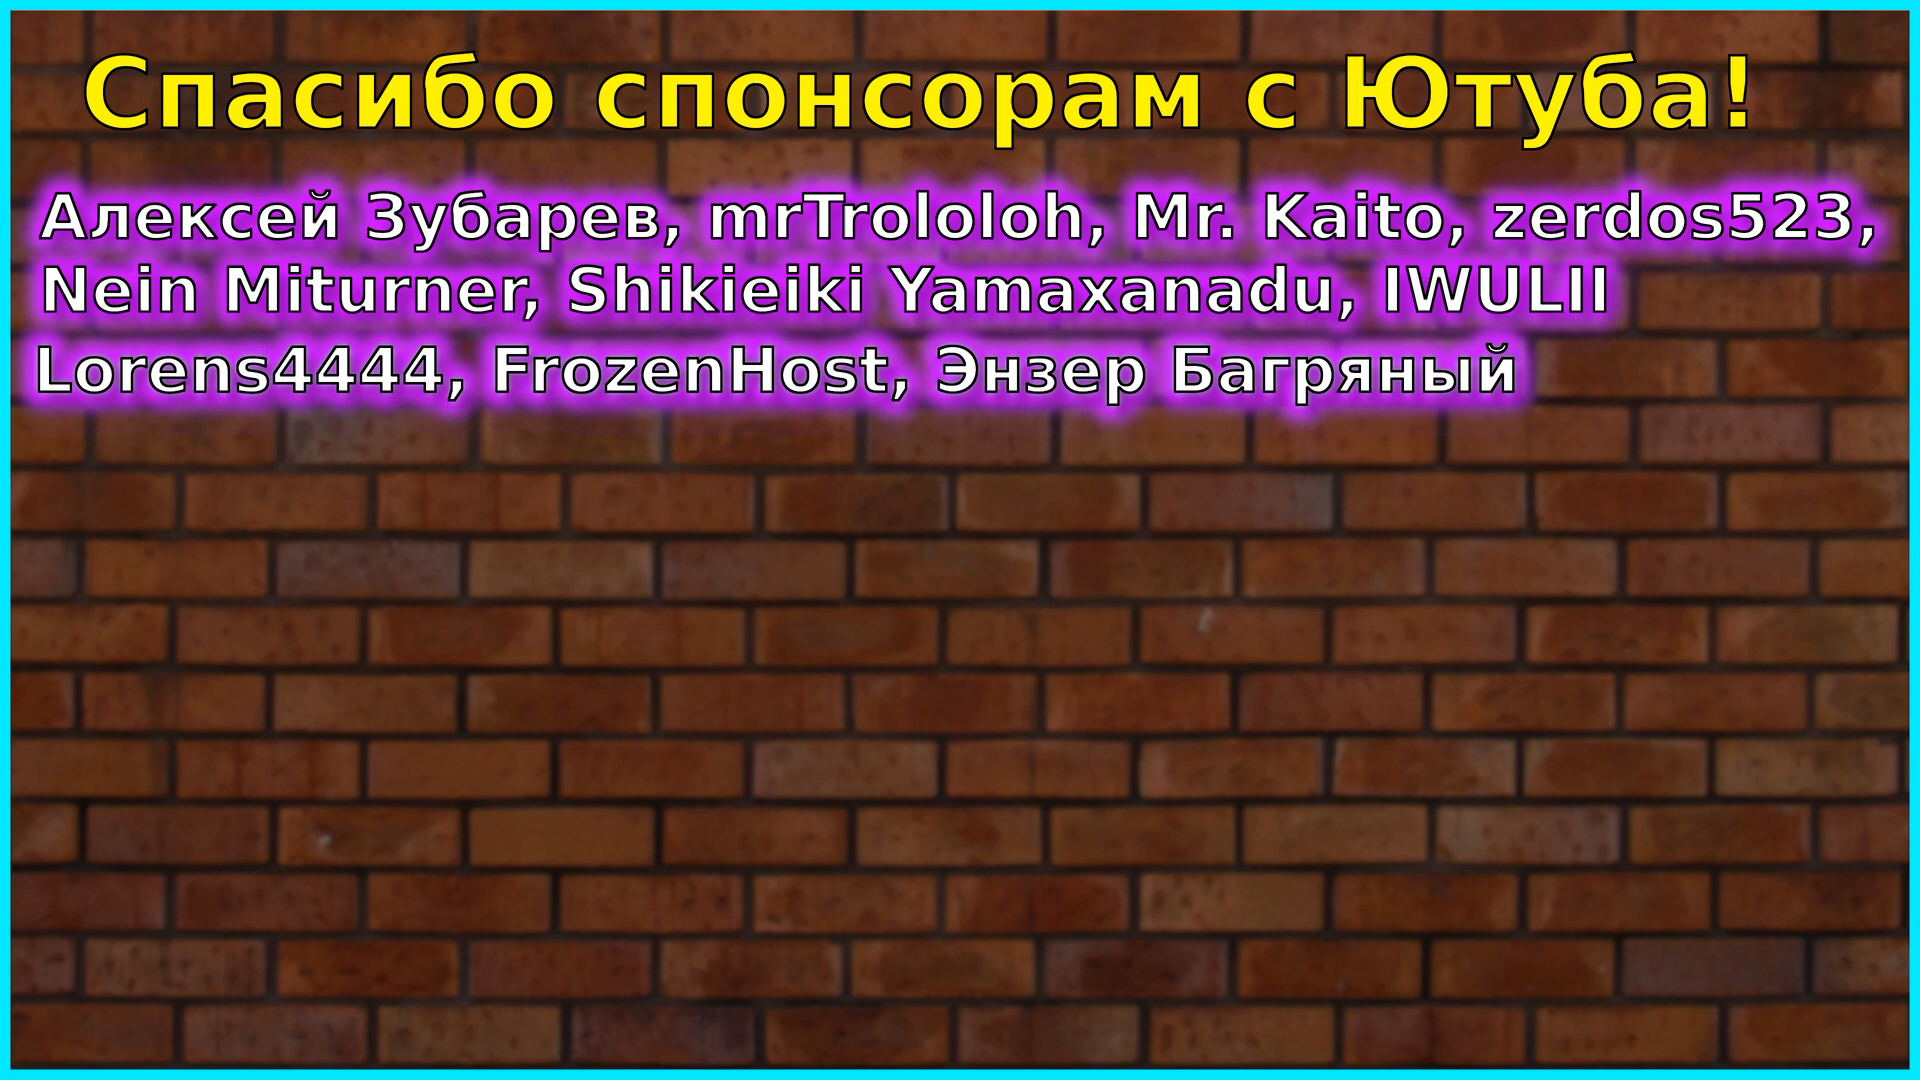 Спасибо спонсорам с Ютуба!
Алексей Зубарев, mrTrololoh, Mr. Kaito, zerdos523,
Nein Miturner, Shikieiki Yamaxanadu, IWULII
Lorens4444, FrozenHost, Энзер Багряный